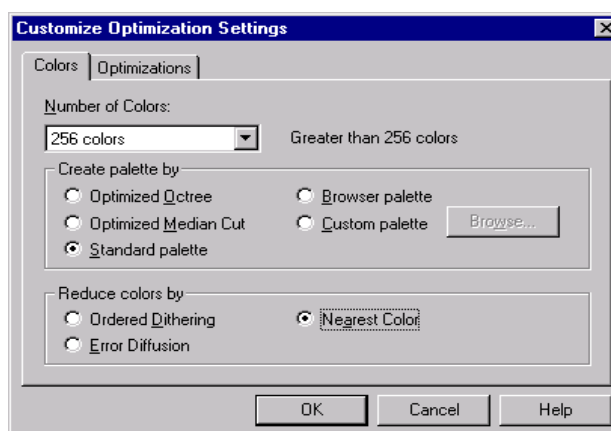 Customize Optimization Settings
Colors Optimizations
Number of Colors:
256 colors Greater than 256 colors
Create palette by
Optimized Octree Browser palette
Optimized Median Cut Custom palette Browse...
Standard palette
Reduce colors by
Ordered Dithering Nearest Color
Error Diffusion
OK Cancel Help